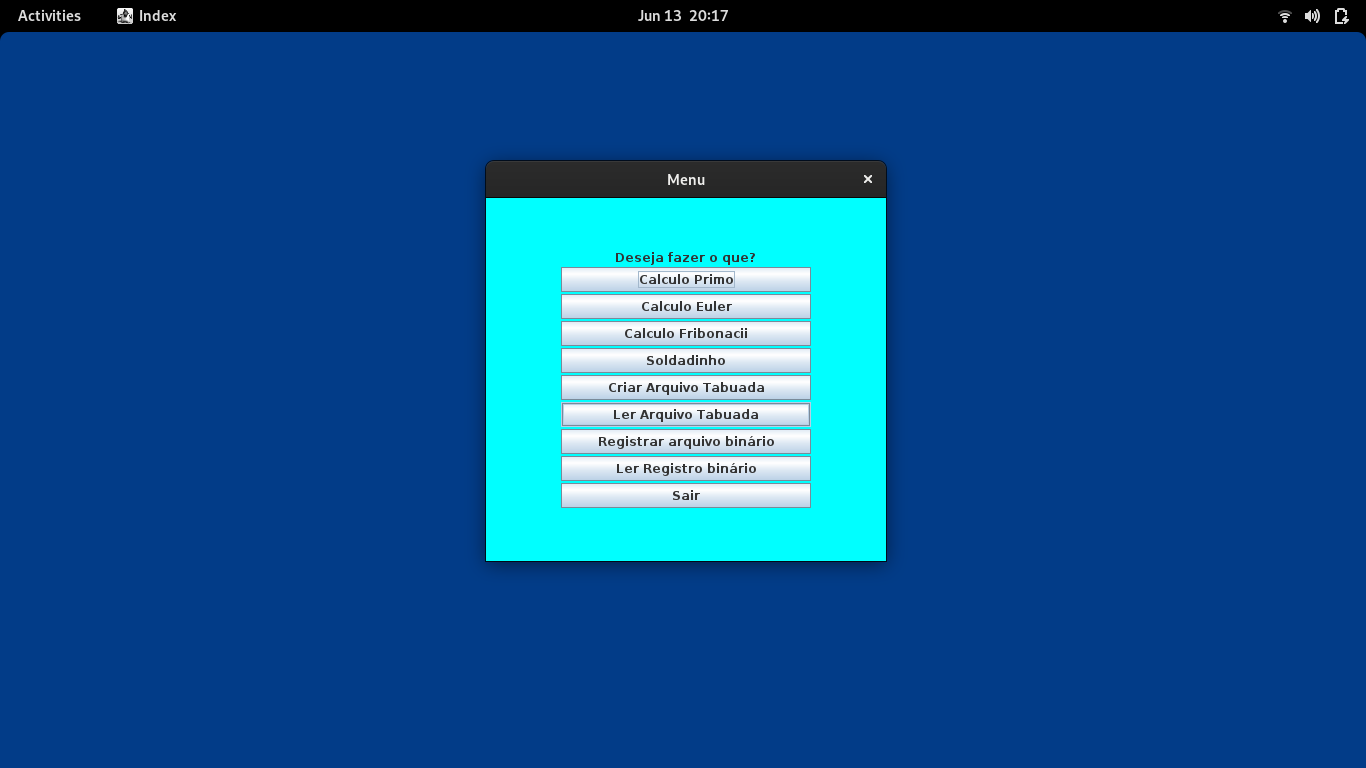 Activities Index Jun 13 20:17
Menu
Deseja fazer o que?
Calculo Primo
Calculo Euler
Calculo Fribonacii
Soldadinho
Criar Arquivo Tabuada
Ler Arquivo Tabuada
Registrar arquivo binário
Ler Registro binário
Sair